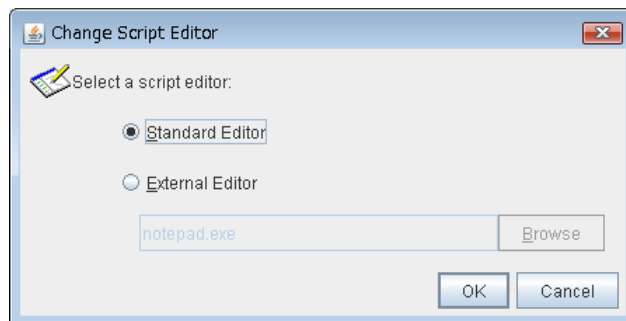 Change Script Editor
Select a script editor:
Standard Editor
External Editor
notepad.exe Browse
OK Cancel